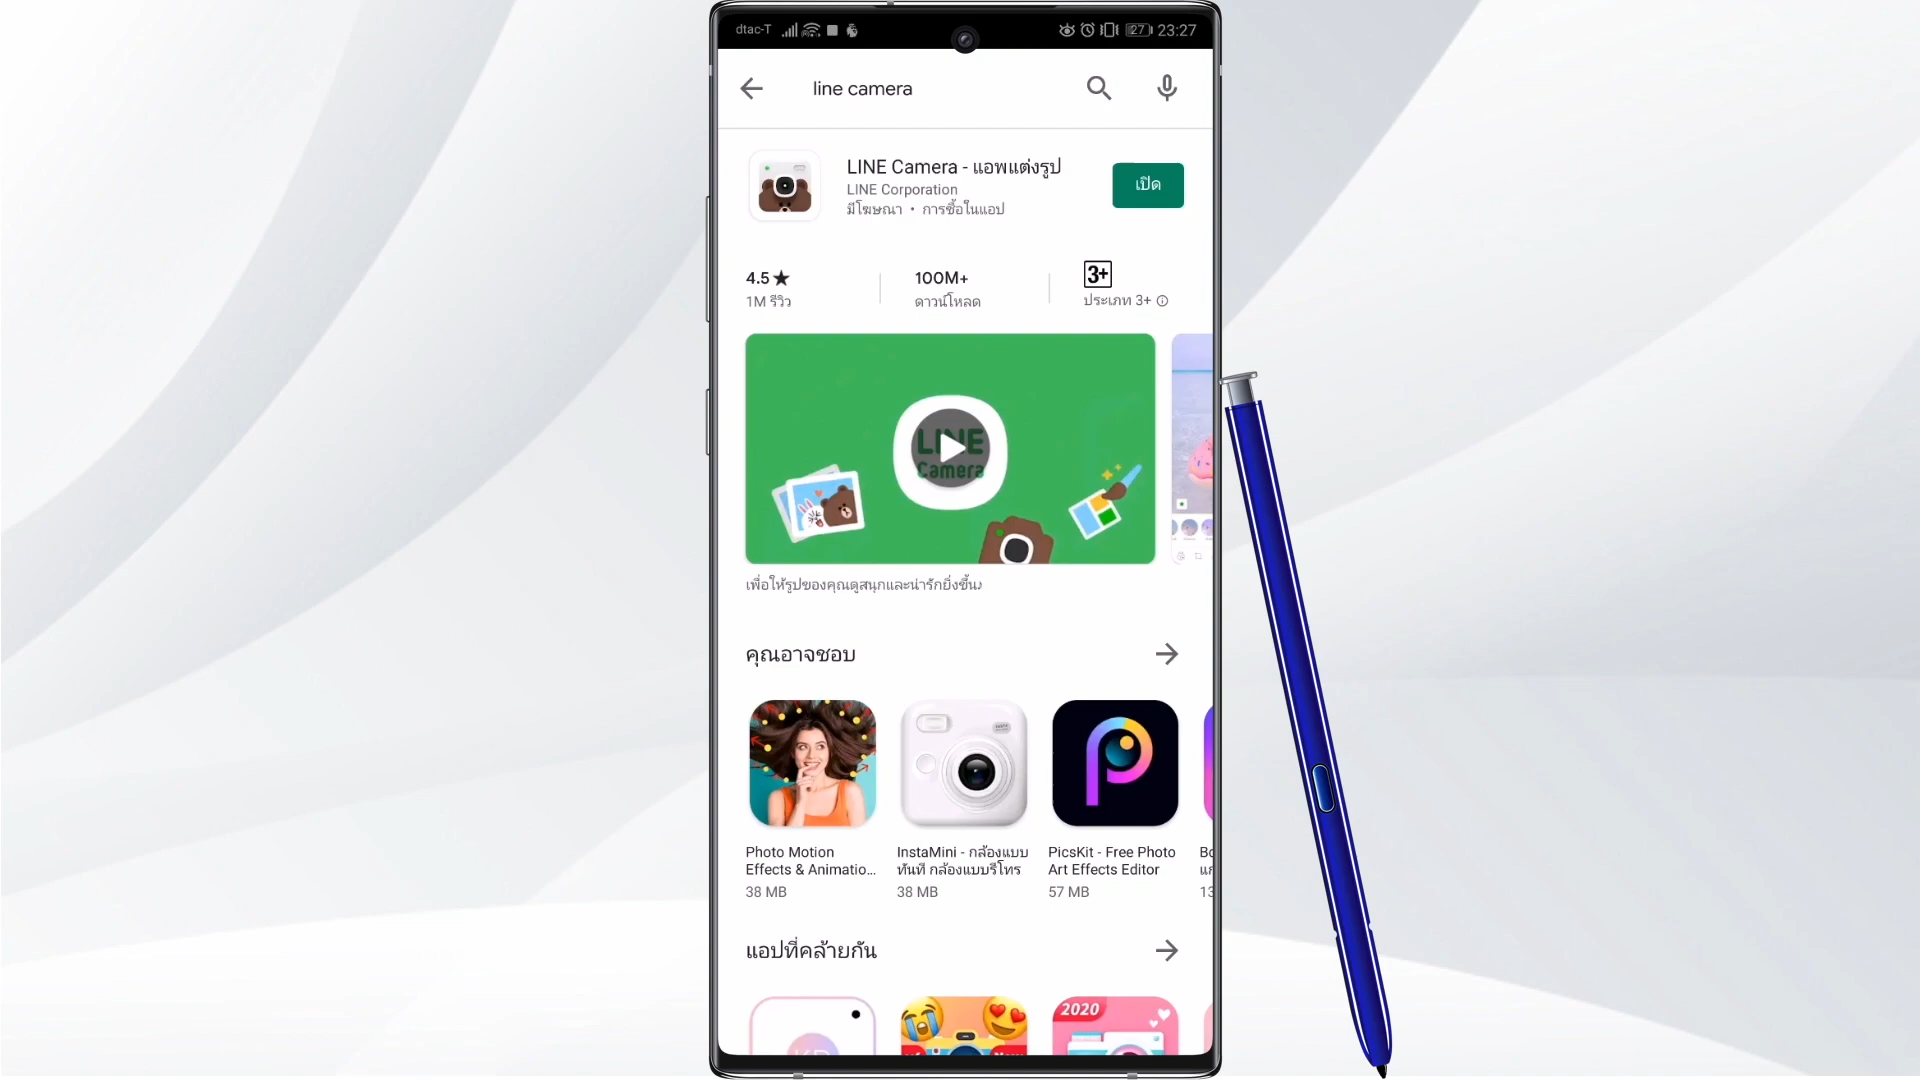 dtac-T 27 23:27
line camera
LINE Camera - แอพแต่งรูป
LINE Corporation
มีโฆษณา • การซื้อในแอป
เปิด
4.5★
1M รีวิว
100M+
ดาวน์โหลด
3+
ประเภท 3+
LINE
Camera
เพื่อให้รูปของคุณดูสนุกและน่ารักยิ่งขึ้น♪
คุณอาจชอบ
Photo Motion
Effects & Animatio...
38 MB
InstaMini - กล้องแบบ
ทันที กล้องแบบรีโทร
38 MB
PicsKit - Free Photo
Art Effects Editor
57 MB
แอปที่คล้ายกัน
2020